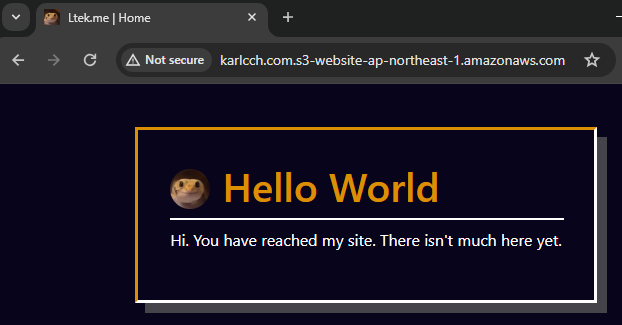 Ltek.me | Home
Not secure karlcch.com.s3-website-ap-northeast-1.amazonaws.com
Hello World
Hi. You have reached my site. There isn't much here yet.